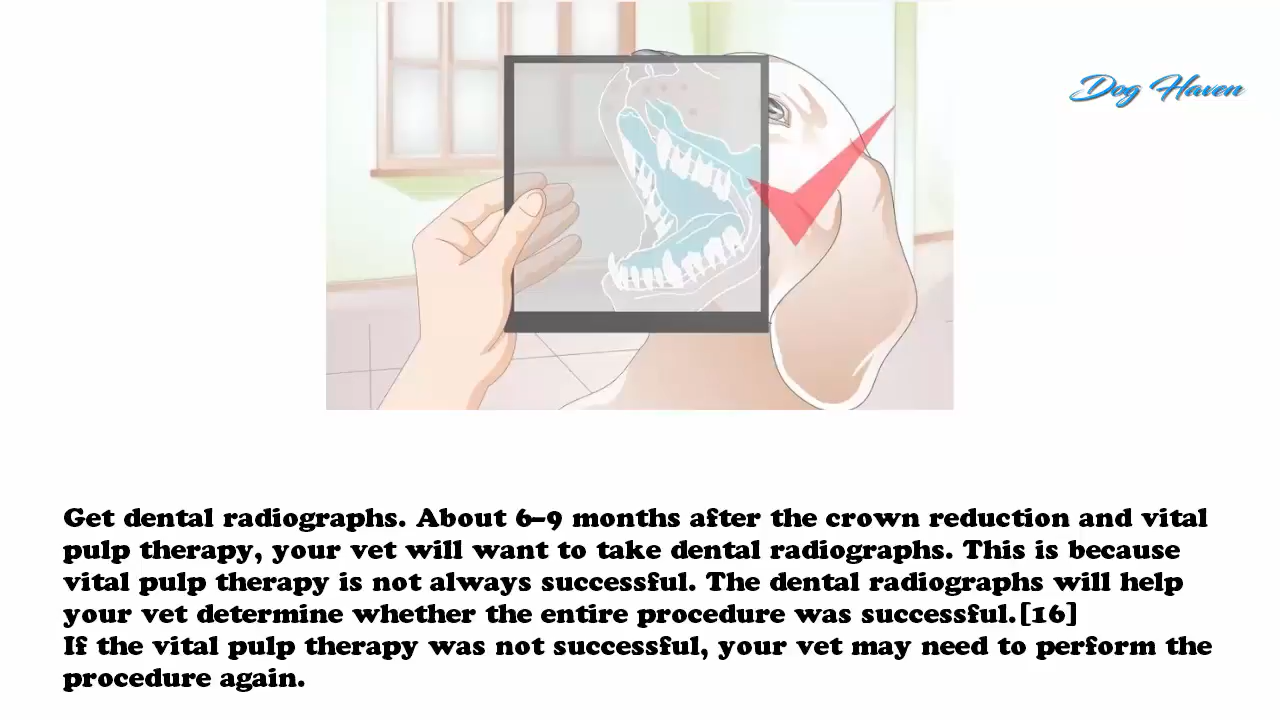 Dog Haven
Get dental radiographs. About 6–9 months after the crown reduction and vital
pulp therapy, your vet will want to take dental radiographs. This is because
vital pulp therapy is not always successful. The dental radiographs will help
your vet determine whether the entire procedure was successful.[16]
If the vital pulp therapy was not successful, your vet may need to perform the
procedure again.